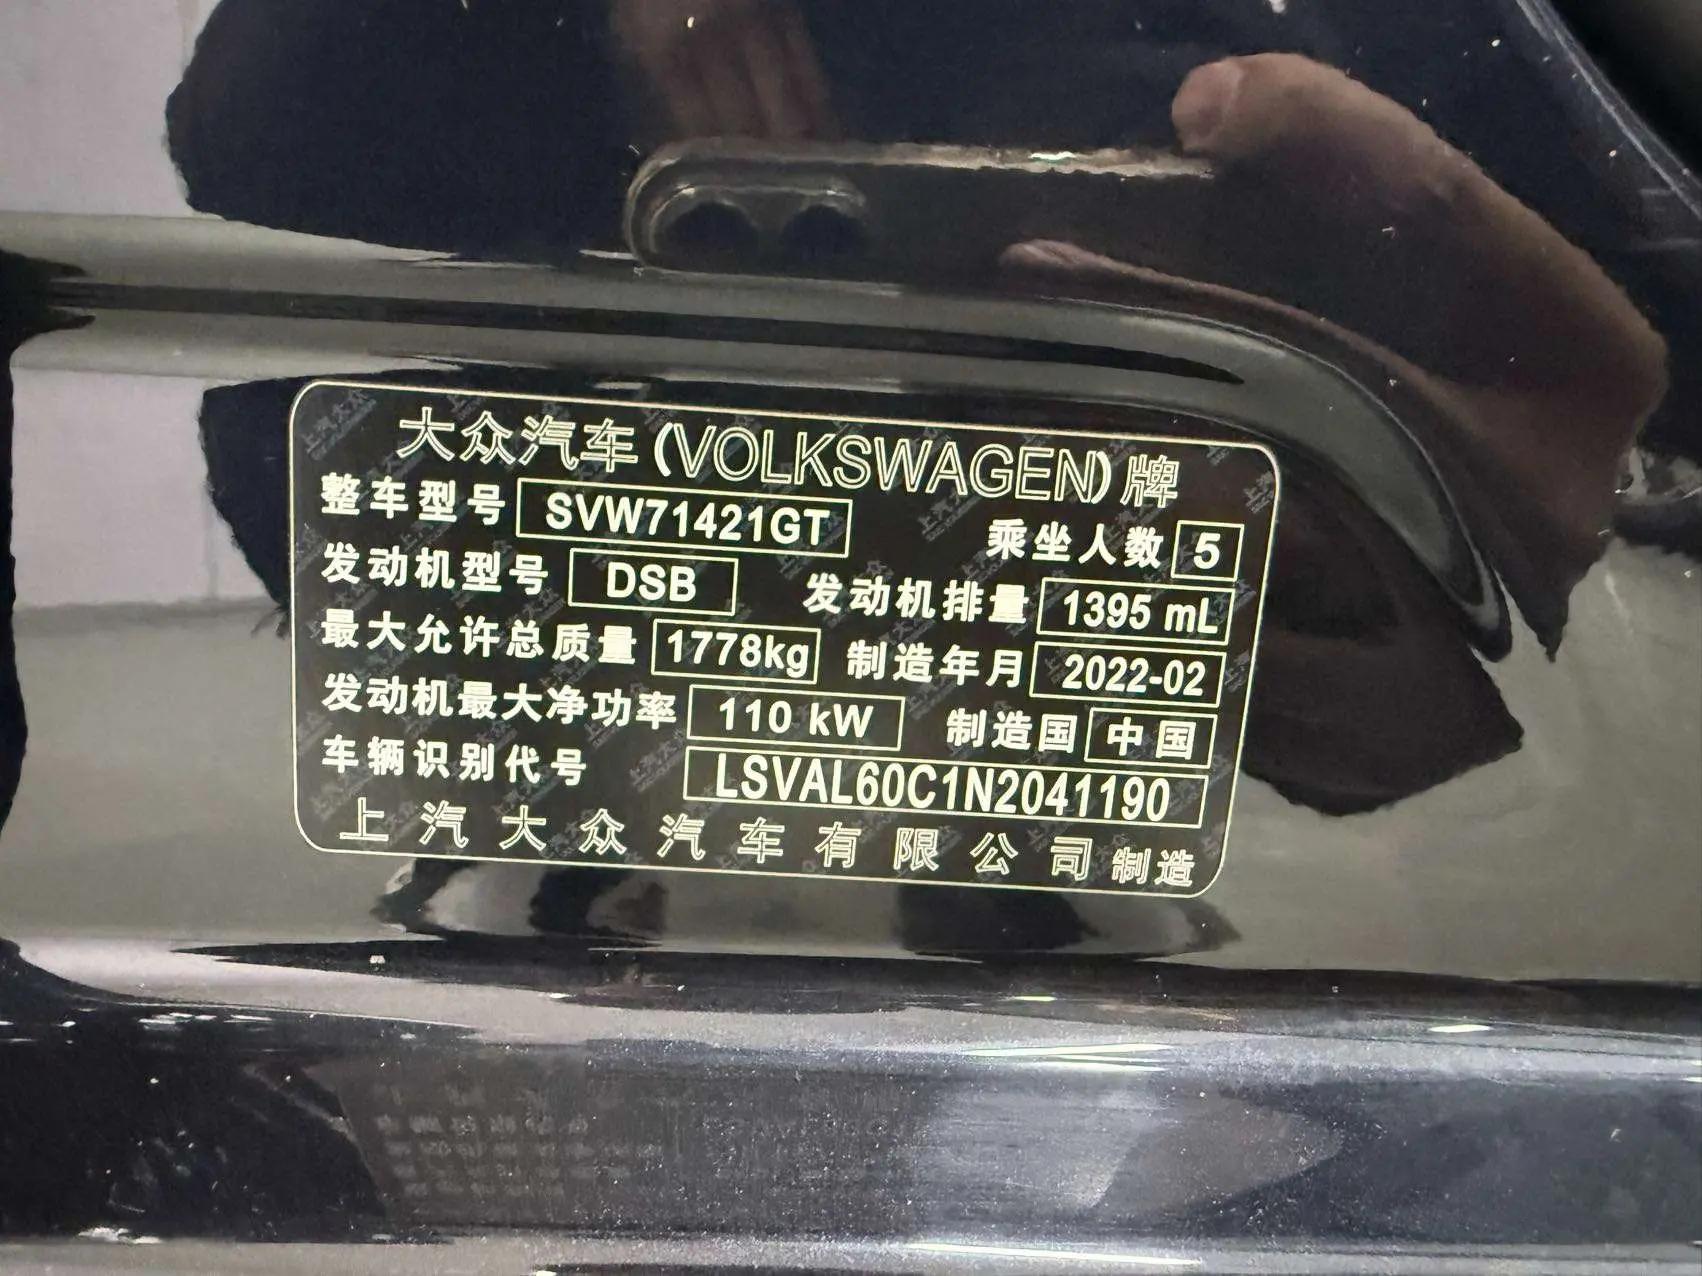 大众汽车(VOLKSWAGEN)牌
整车型号 SVW71421GT 乘坐人数 5
发动机型号 DSB 发动机排量 1395 mL
最大允许总质量 1778kg 制造年月 2022-02
发动机最大净功率 110 kW 制造国 中国
车辆识别代号 LSVAL60C1N2041190
上汽大众汽车有限公司 制造